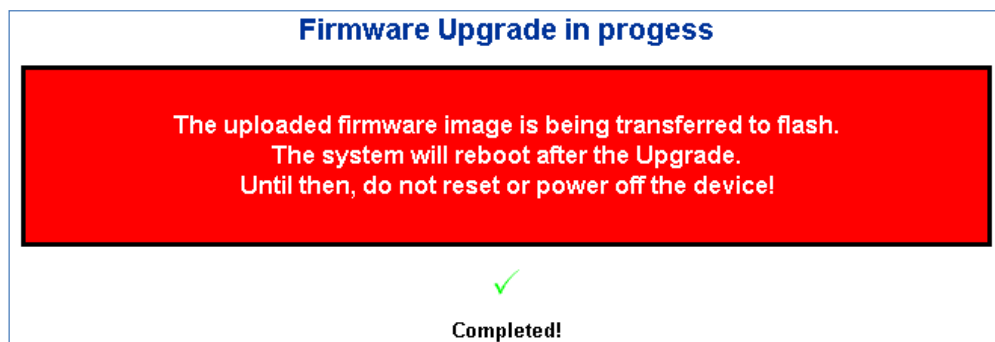 Firmware Upgrade in progess
The uploaded firmware image is being transferred to flash.
The system will reboot after the Upgrade.
Until then, do not reset or power off the device!
Completed!